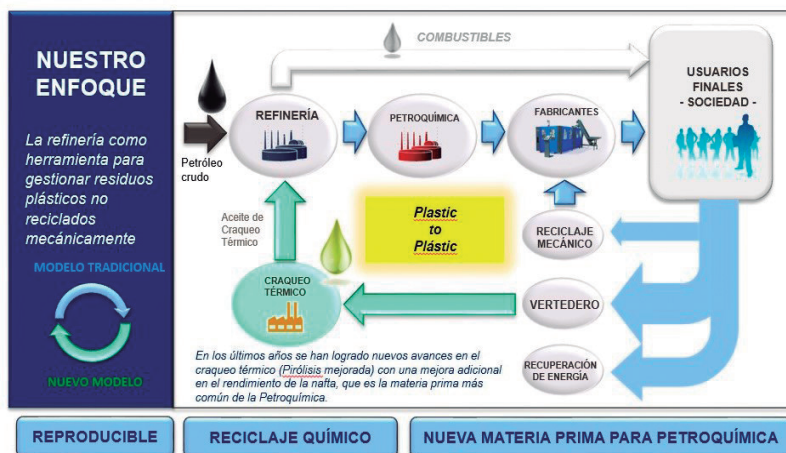 NUESTRO
ENFOQUE
La refinería como
herramienta para
gestionar residuos
plásticos no
reciclados
mecánicamente
MODELO TRADICIONAL
NUEVO MODELO
COMBUSTIBLES
Petróleo
crudo
REFINERÍA
PETROQUÍMICA
FABRICANTES
USUARIOS
FINALES
- SOCIEDAD -
Aceite de
Craqueo
Térmico
Plastic
to
Plástic
RECICLAJE
MECÁNICO
CRAQUEO
TÉRMICO
VERTEDERO
RECUPERACIÓN
DE ENERGÍA
En los últimos años se han logrado nuevos avances en el
craqueo térmico (Pirólisis mejorada) con una mejora adicional
en el rendimiento de la nafta, que es la materia prima más
común de la Petroquímica.
REPRODUCIBLE
RECICLAJE QUÍMICO
NUEVA MATERIA PRIMA PARA PETROQUÍMICA